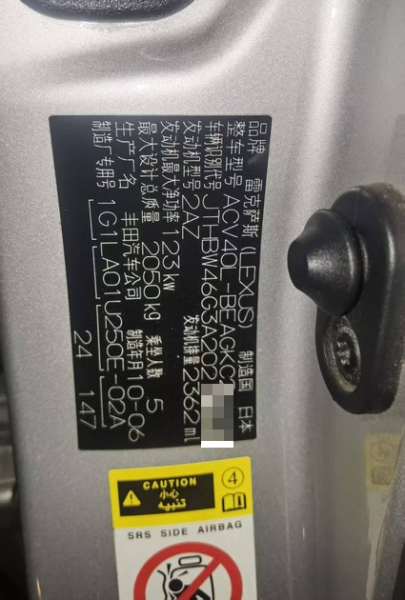 品牌 雷克萨斯(LEXUS) 制造国 日本
整车型号 ACV40L-BEAGKC
车辆识别代号 JTHBW46G3A202
发动机型号 2AZ 发动机排量 2362 ml
发动机最大净功率 123 kW
最大设计总质量 2050 kg 乘坐人数 5
生产厂名 丰田汽车公司 制造年月 10-06
制造厂专用号 1G1LA01U250E-02A
24 147
CAUTION
小心
4
SRS SIDE AIRBAG